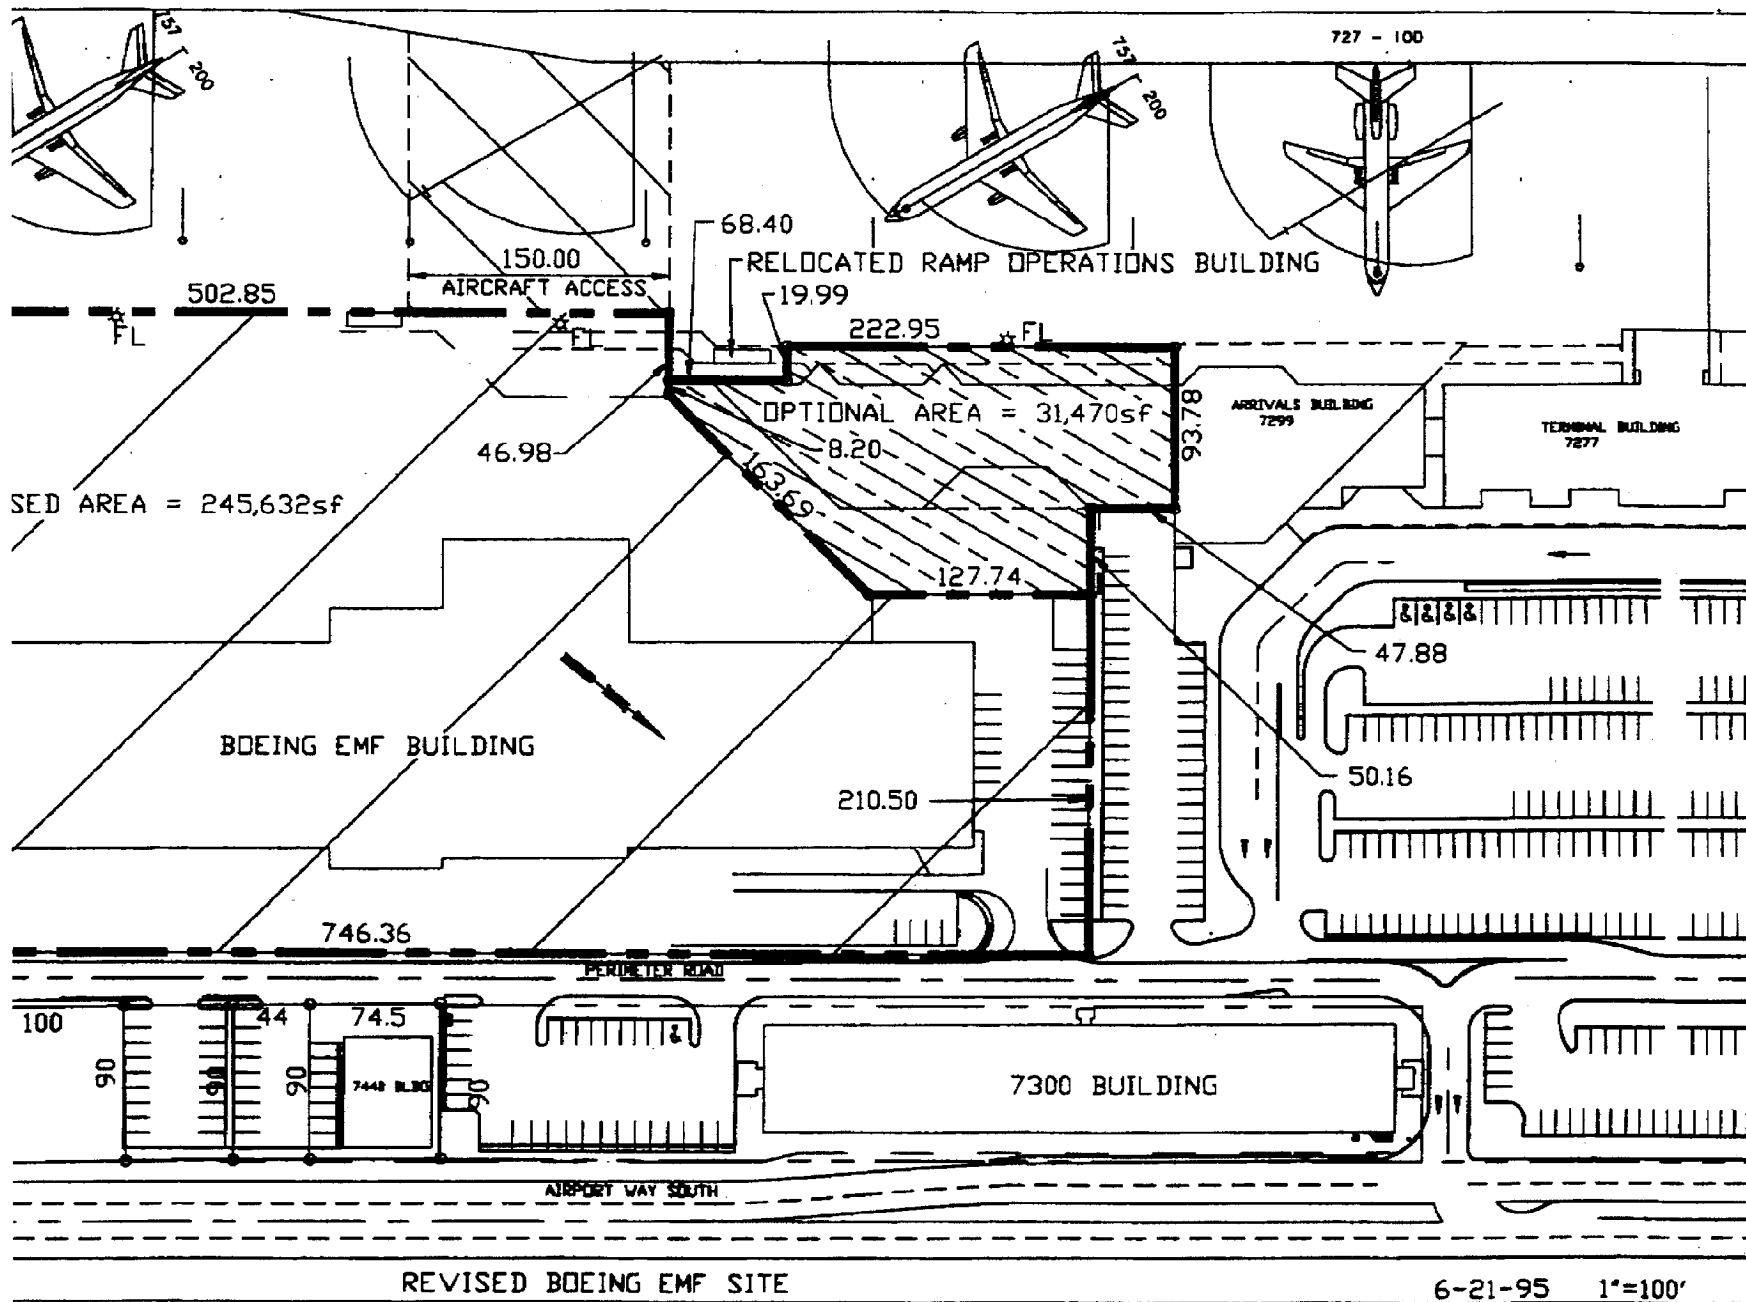 727 - 100
757
200
757
200
68.40
150.00
RELOCATED RAMP OPERATIONS BUILDING
AIRCRAFT ACCESS
502.85
19.99
222.95
FL
FL
FL
OPTIONAL AREA = 31,470sf
93.78
ARRIVALS BUILDING
7299
TERMINAL BUILDING
7277
46.98
8.20
163.69
SED AREA = 245,632sf
127.74
47.88
BOEING EMF BUILDING
50.16
210.50
746.36
PERIMETER ROAD
100
44
74.5
90
90
90
90
7448 BLDG
7300 BUILDING
AIRPORT WAY SOUTH
REVISED BOEING EMF SITE
6-21-95 1"=100'